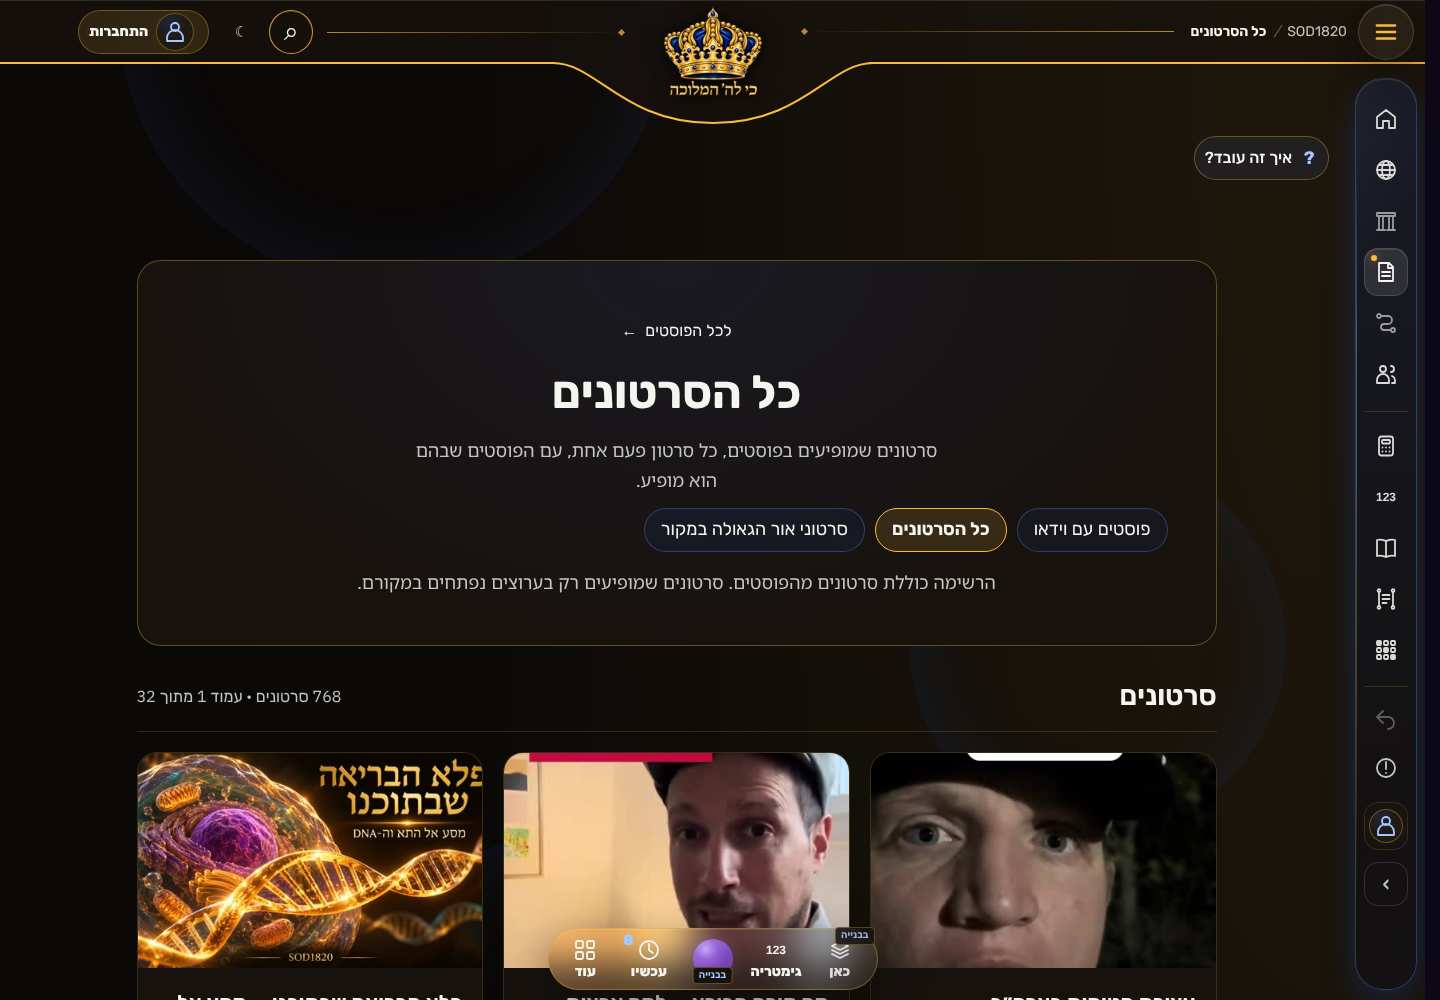 SOD1820 / כל הסרטונים
כי לה' המלוכה
התחברות
? איך זה עובד?
לכל הפוסטים ←
כל הסרטונים
סרטונים שמופיעים בפוסטים, כל סרטון פעם אחת, עם הפוסטים שבהם
הוא מופיע.
פוסטים עם וידאו
כל הסרטונים
סרטוני אור הגאולה במקור
הרשימה כוללת סרטונים מהפוסטים. סרטונים שמופיעים רק בערוצים נפתחים במקורם.
123
סרטונים
768 סרטונים • עמוד 1 מתוך 32
פלא הבריאה
שבתוכנו
מסע אל התא וה-DNA
SOD1820
בבנייה
כאן
123
גימטריה
בבנייה
עכשיו
עוד